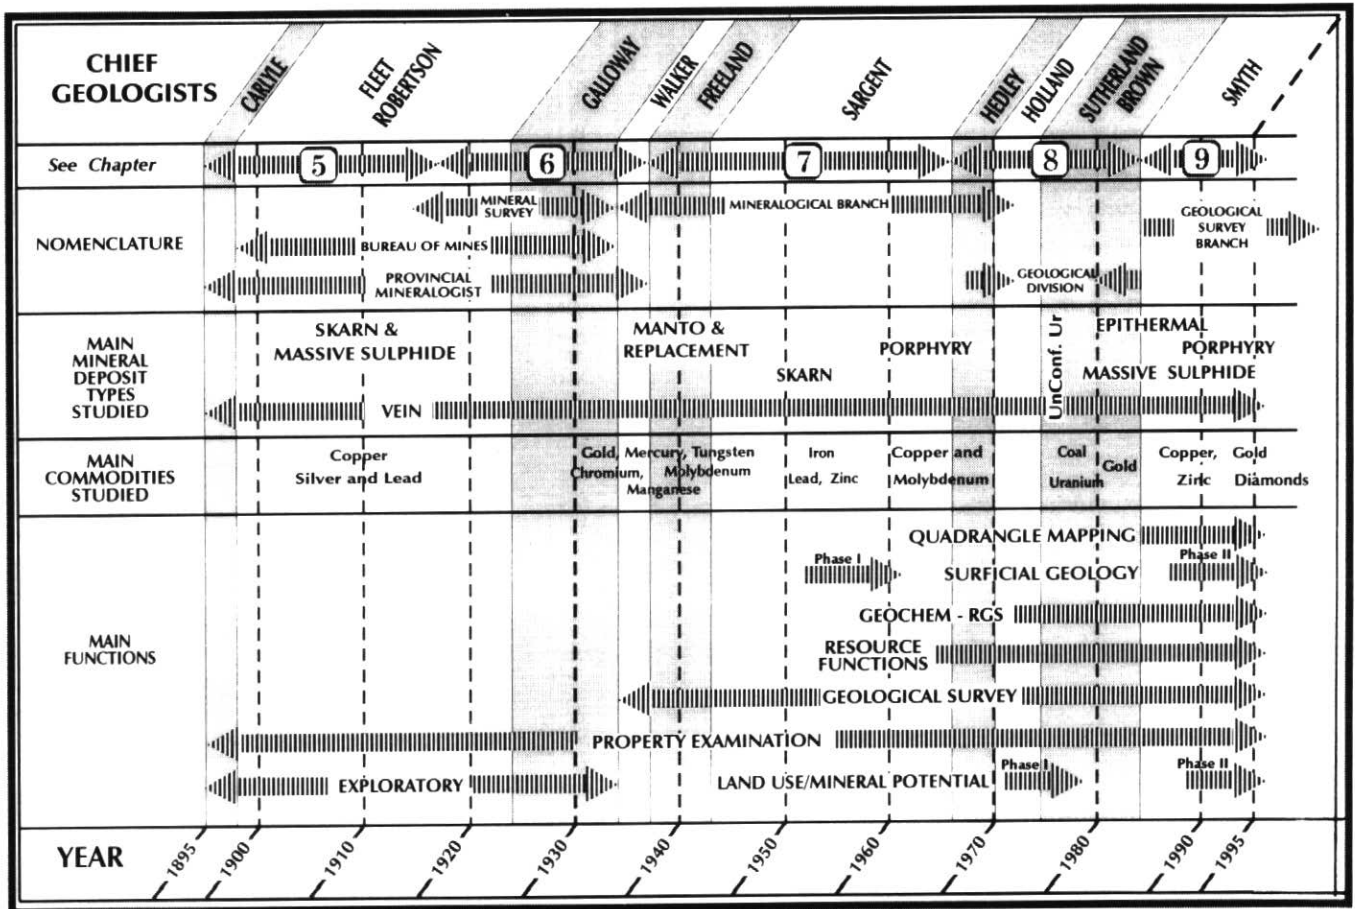 CHIEF
GEOLOGISTS
CARLYLE
FLEET
ROBERTSON
GALLOWAY
WALKER
FREELAND
SARGENT
HEDLEY
HOLLAND
SUTHERLAND
BROWN
SMYTH
See Chapter
5
6
7
8
9
NOMENCLATURE
MINERAL
SURVEY
MINERALOGICAL BRANCH
GEOLOGICAL
SURVEY
BRANCH
BUREAU OF MINES
PROVINCIAL
MINERALOGIST
GEOLOGICAL
DIVISION
MAIN
MINERAL
DEPOSIT
TYPES
STUDIED
SKARN &
MASSIVE SULPHIDE
MANTO &
REPLACEMENT
PORPHYRY
SKARN
UnConf. Ur
EPITHERMAL
PORPHYRY
MASSIVE SULPHIDE
VEIN
MAIN
COMMODITIES
STUDIED
Copper
Silver and Lead
Gold, Mercury, Tungsten
Chromium, Molybdenum
Manganese
Iron
Lead, Zinc
Copper and
Molybdenum
Coal
Uranium
Gold
Copper,
Zinc
Gold
Diamonds
MAIN
FUNCTIONS
QUADRANGLE MAPPING
Phase I
SURFICIAL GEOLOGY
Phase II
GEOCHEM - RGS
RESOURCE
FUNCTIONS
GEOLOGICAL SURVEY
PROPERTY EXAMINATION
EXPLORATORY
LAND USE/MINERAL POTENTIAL
Phase I
Phase II
YEAR
1895
1900
1910
1920
1930
1940
1950
1960
1970
1980
1990
1995